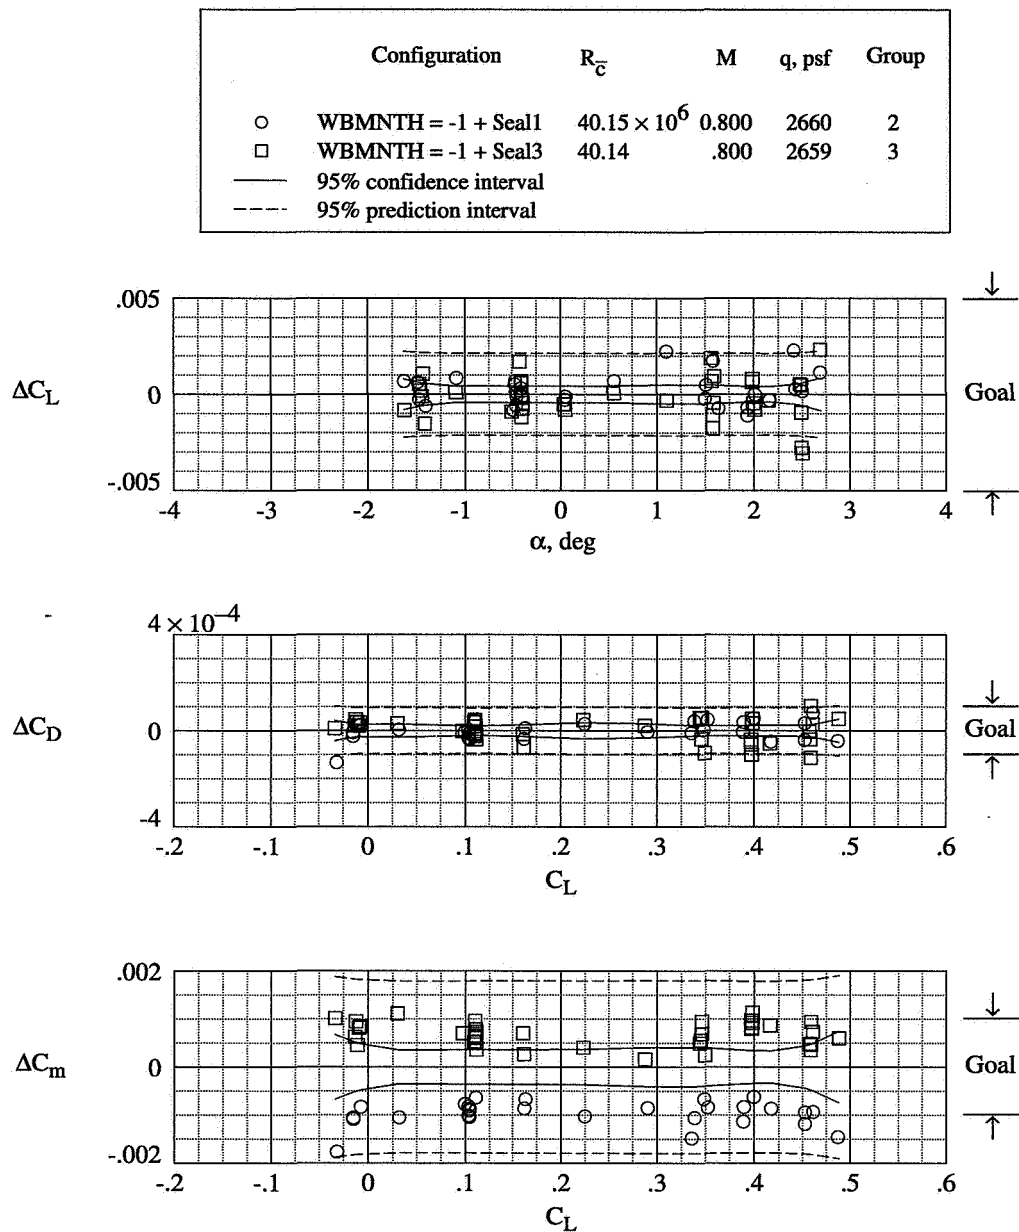 Configuration R_c̅ M q, psf Group
WBMNTH = -1 + Seal1 40.15 × 10^6 0.800 2660 2
WBMNTH = -1 + Seal3 40.14 .800 2659 3
95% confidence interval
95% prediction interval
.005
ΔC_L 0 Goal
-.005
-4 -3 -2 -1 0 1 2 3 4
α, deg
4 × 10^-4
ΔC_D 0 Goal
-4
-.2 -.1 0 .1 .2 .3 .4 .5 .6
C_L
.002
ΔC_m 0 Goal
-.002
-.2 -.1 0 .1 .2 .3 .4 .5 .6
C_L